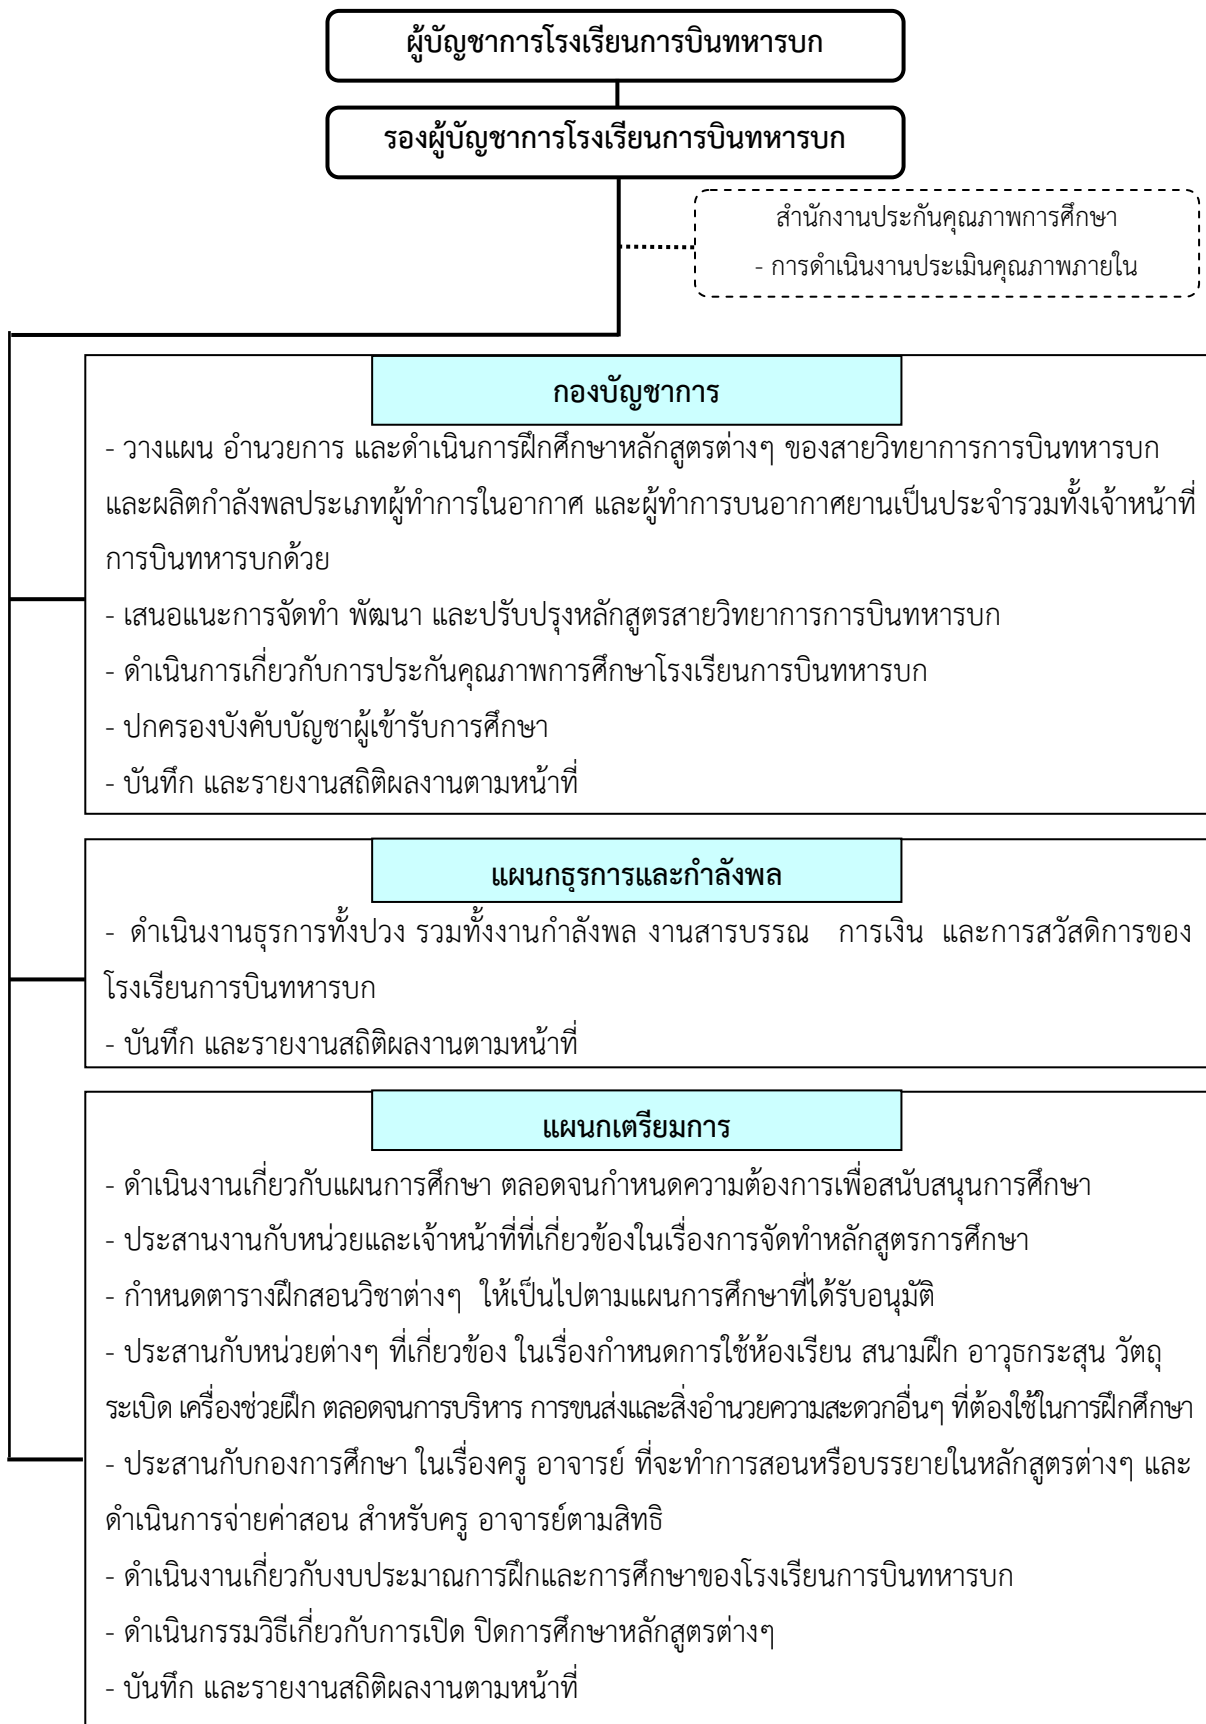 ผู้บัญชาการโรงเรียนการบินทหารบก
รองผู้บัญชาการโรงเรียนการบินทหารบก
สำนักงานประกันคุณภาพการศึกษา
- การดำเนินงานประเมินคุณภาพภายใน
กองบัญชาการ
- วางแผน อำนวยการ และดำเนินการฝึกศึกษาหลักสูตรต่างๆ ของสายวิทยาการการบินทหารบก
และผลิตกำลังพลประเภทผู้ทำการในอากาศ และผู้ทำการบนอากาศยานเป็นประจำรวมทั้งเจ้าหน้าที่
การบินทหารบกด้วย
- เสนอแนะการจัดทำ พัฒนา และปรับปรุงหลักสูตรสายวิทยาการการบินทหารบก
- ดำเนินการเกี่ยวกับการประกันคุณภาพการศึกษาโรงเรียนการบินทหารบก
- ปกครองบังคับบัญชาผู้เข้ารับการศึกษา
- บันทึก และรายงานสถิติผลงานตามหน้าที่
แผนกธุรการและกำลังพล
- ดำเนินงานธุรการทั้งปวง รวมทั้งงานกำลังพล งานสารบรรณ การเงิน และการสวัสดิการของ
โรงเรียนการบินทหารบก
- บันทึก และรายงานสถิติผลงานตามหน้าที่
แผนกเตรียมการ
- ดำเนินงานเกี่ยวกับแผนการศึกษา ตลอดจนกำหนดความต้องการเพื่อสนับสนุนการศึกษา
- ประสานงานกับหน่วยและเจ้าหน้าที่ที่เกี่ยวข้องในเรื่องการจัดทำหลักสูตรการศึกษา
- กำหนดตารางฝึกสอนวิชาต่างๆ ให้เป็นไปตามแผนการศึกษาที่ได้รับอนุมัติ
- ประสานกับหน่วยต่างๆ ที่เกี่ยวข้อง ในเรื่องกำหนดการใช้ห้องเรียน สนามฝึก อาวุธกระสุน วัตถุ
ระเบิด เครื่องช่วยฝึก ตลอดจนการบริหาร การขนส่งและสิ่งอำนวยความสะดวกอื่นๆ ที่ต้องใช้ในการฝึกศึกษา
- ประสานกับกองการศึกษา ในเรื่องครู อาจารย์ ที่จะทำการสอนหรือบรรยายในหลักสูตรต่างๆ และ
ดำเนินการจ่ายค่าสอน สำหรับครู อาจารย์ตามสิทธิ
- ดำเนินงานเกี่ยวกับงบประมาณการฝึกและการศึกษาของโรงเรียนการบินทหารบก
- ดำเนินกรรมวิธีเกี่ยวกับการเปิด ปิดการศึกษาหลักสูตรต่างๆ
- บันทึก และรายงานสถิติผลงานตามหน้าที่